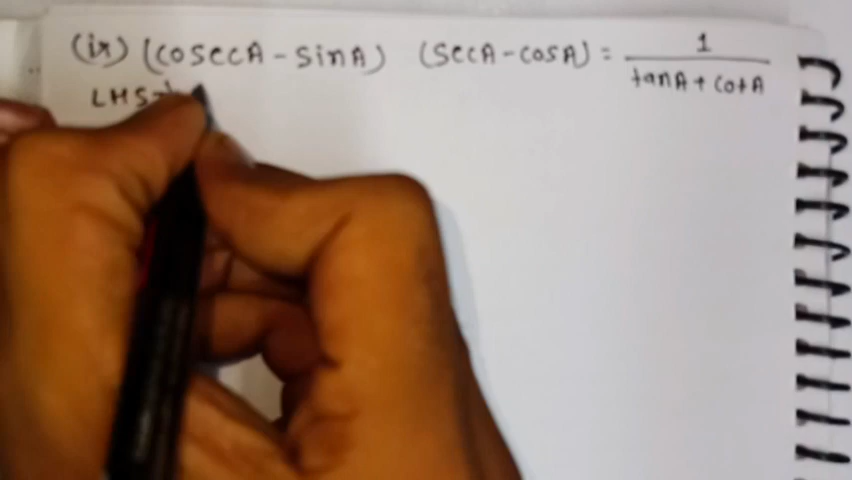 (ix) (cosecA - sinA) (secA - cosA) = 1 / (tanA + cotA)
LHS =